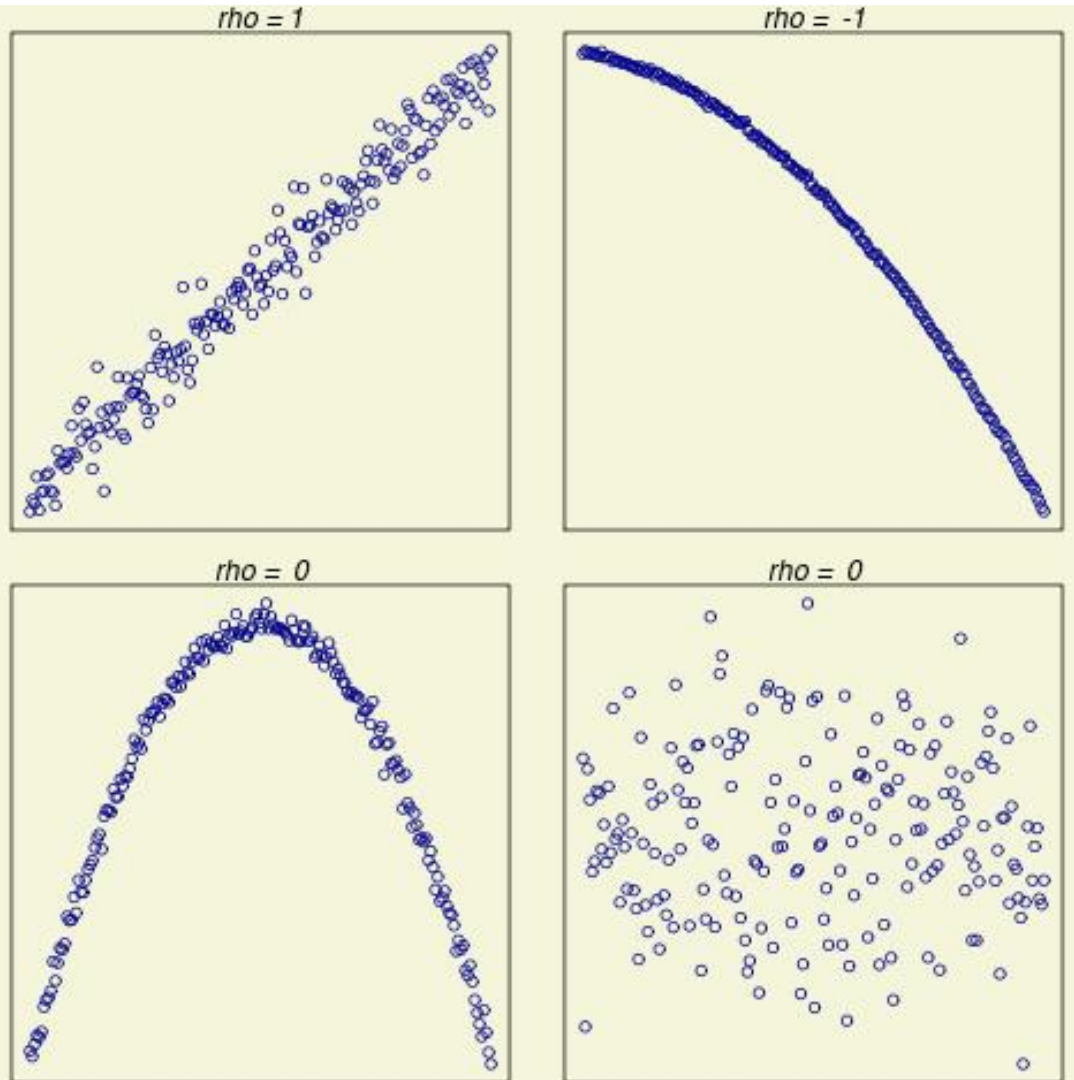 rho = 1
rho = -1
rho = 0
rho = 0